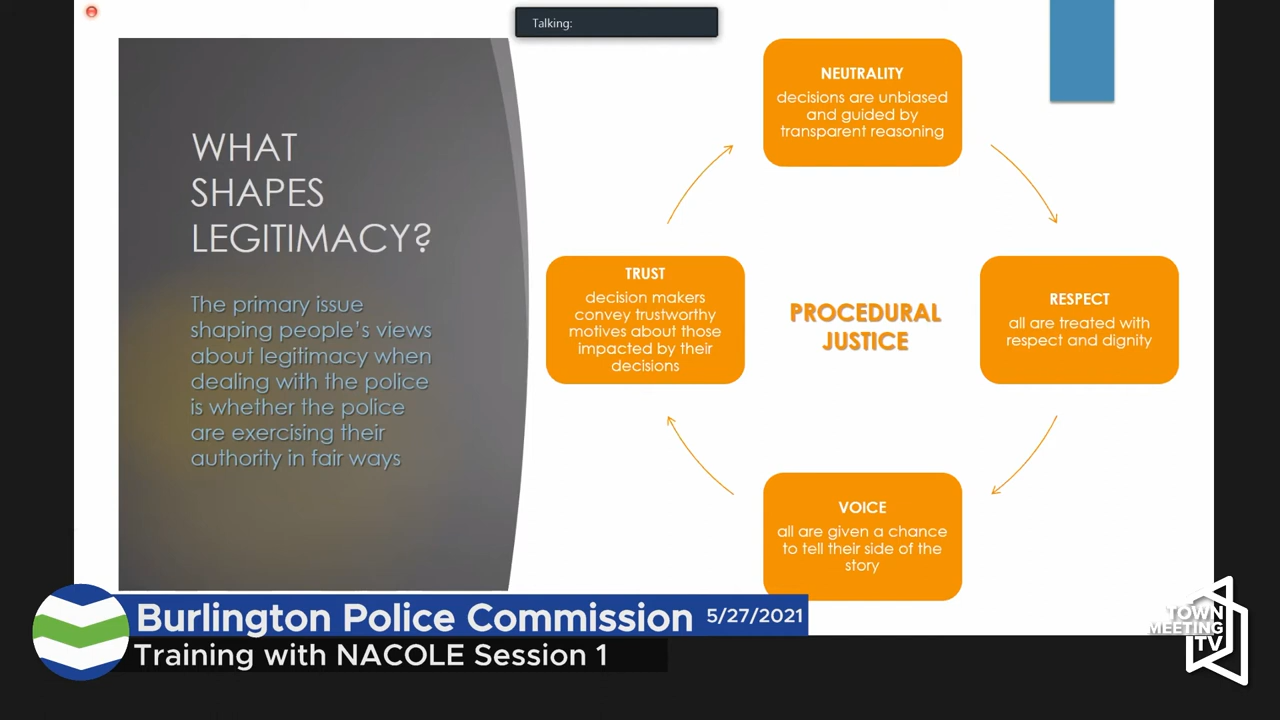 Talking:
WHAT
SHAPES
LEGITIMACY?
The primary issue
shaping people's views
about legitimacy when
dealing with the police
is whether the police
are exercising their
authority in fair ways
NEUTRALITY
decisions are unbiased
and guided by
transparent reasoning
TRUST
decision makers
convey trustworthy
motives about those
impacted by their
decisions
PROCEDURAL
JUSTICE
RESPECT
all are treated with
respect and dignity
VOICE
all are given a chance
to tell their side of the
story
Burlington Police Commission 5/27/2021
Training with NACOLE Session 1
TOWN
MEETING
TV